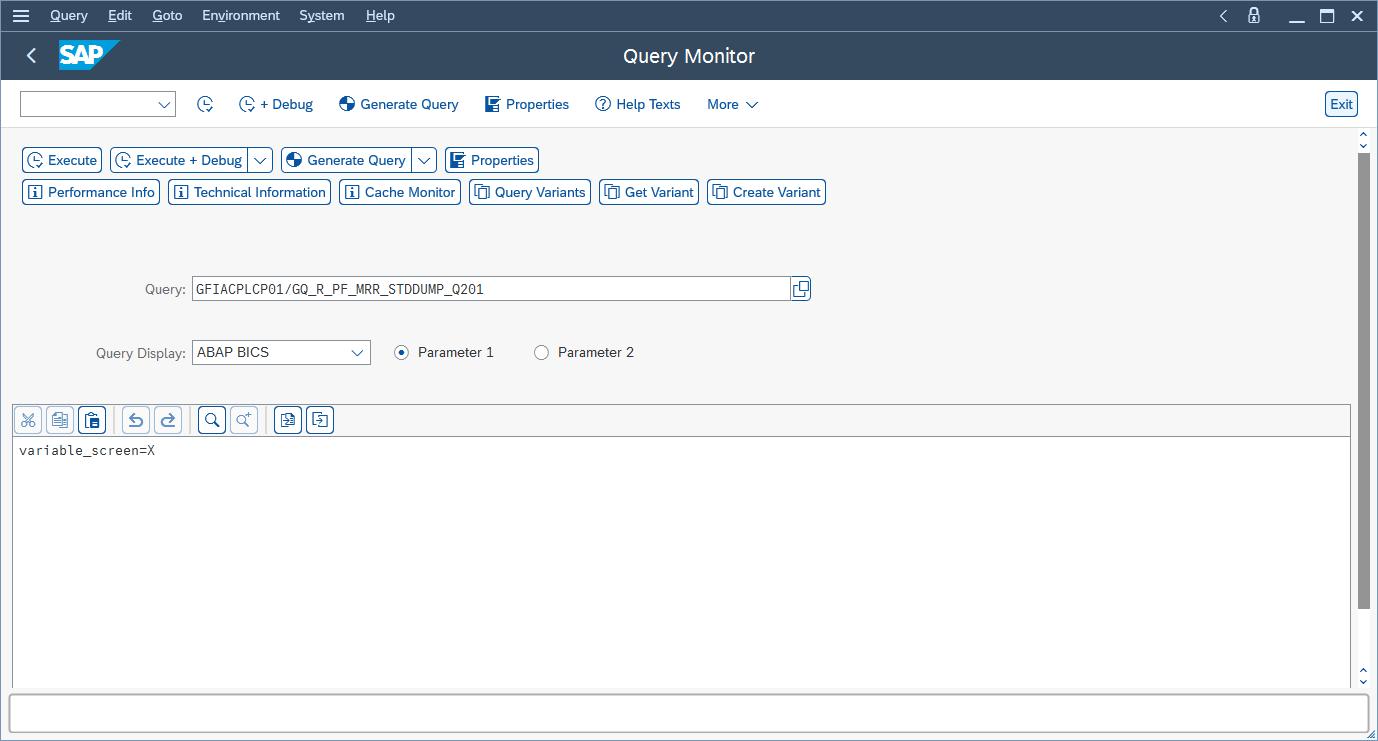 Query Edit Goto Environment System Help
SAP Query Monitor
+ Debug Generate Query Properties Help Texts More Exit
Execute Execute + Debug Generate Query Properties
Performance Info Technical Information Cache Monitor Query Variants Get Variant Create Variant
Query: GFIACPLCP01/GQ_R_PF_MRR_STDDUMP_Q201
Query Display: ABAP BICS Parameter 1 Parameter 2
variable_screen=X